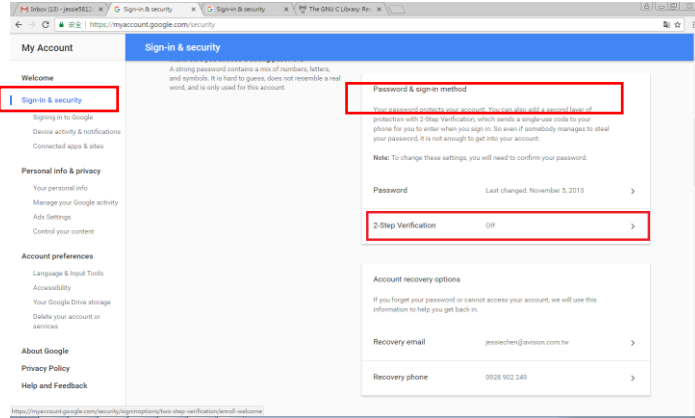 Inbox (13) - jessie5812
Sign-in & security
Sign-in & security
The GNU C Library: Re
安全 | https://myaccount.google.com/security
My Account
Sign-in & security
A strong password contains a mix of numbers, letters,
and symbols. It is hard to guess, does not resemble a real
word, and is only used for this account.
Welcome
Sign-in & security
Signing in to Google
Device activity & notifications
Connected apps & sites
Personal info & privacy
Your personal info
Manage your Google activity
Ads Settings
Control your content
Account preferences
Language & Input Tools
Accessibility
Your Google Drive storage
Delete your account or
services
About Google
Privacy Policy
Help and Feedback
Password & sign-in method
Your password protects your account. You can also add a second layer of
protection with 2-Step Verification, which sends a single-use code to your
phone for you to enter when you sign in. So even if somebody manages to steal
your password, it is not enough to get into your account.
Note: To change these settings, you will need to confirm your password.
Password Last changed: November 5, 2013
2-Step Verification Off
Account recovery options
If you forget your password or cannot access your account, we will use this
information to help you get back in.
Recovery email jessiechen@avision.com.tw
Recovery phone 0928 902 249
https://myaccount.google.com/security/signinoptions/two-step-verification/enroll-welcome